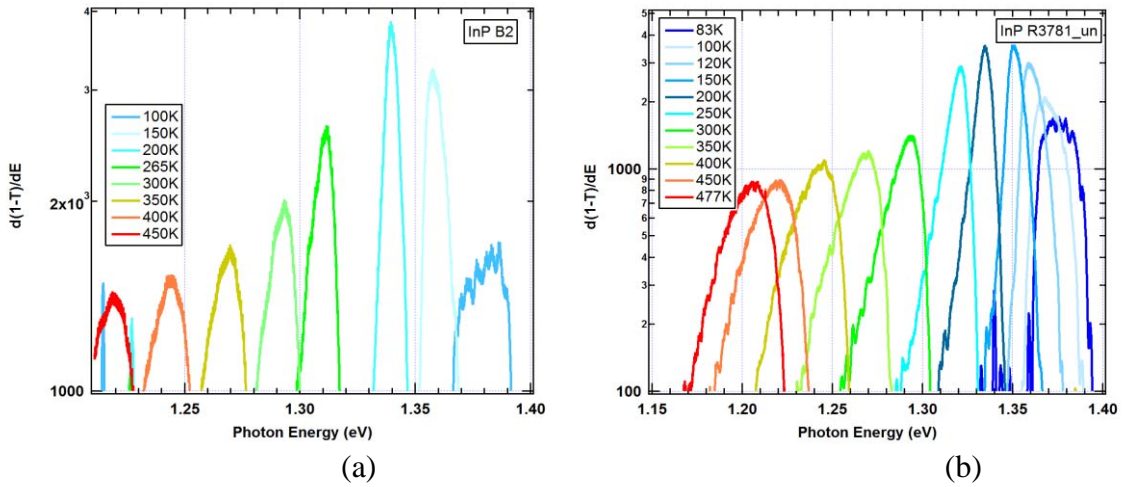 InP B2
4
3
2x10³
1000
d(1-T)/dE
100K
150K
200K
265K
300K
350K
400K
450K
1.25
1.30
1.35
1.40
Photon Energy (eV)
(a)
InP R3781_un
5
4
3
2
1000
9
8
7
6
5
4
3
2
100
d(1-T)/dE
83K
100K
120K
150K
200K
250K
300K
350K
400K
450K
477K
1.15
1.20
1.25
1.30
1.35
1.40
Photon Energy (eV)
(b)